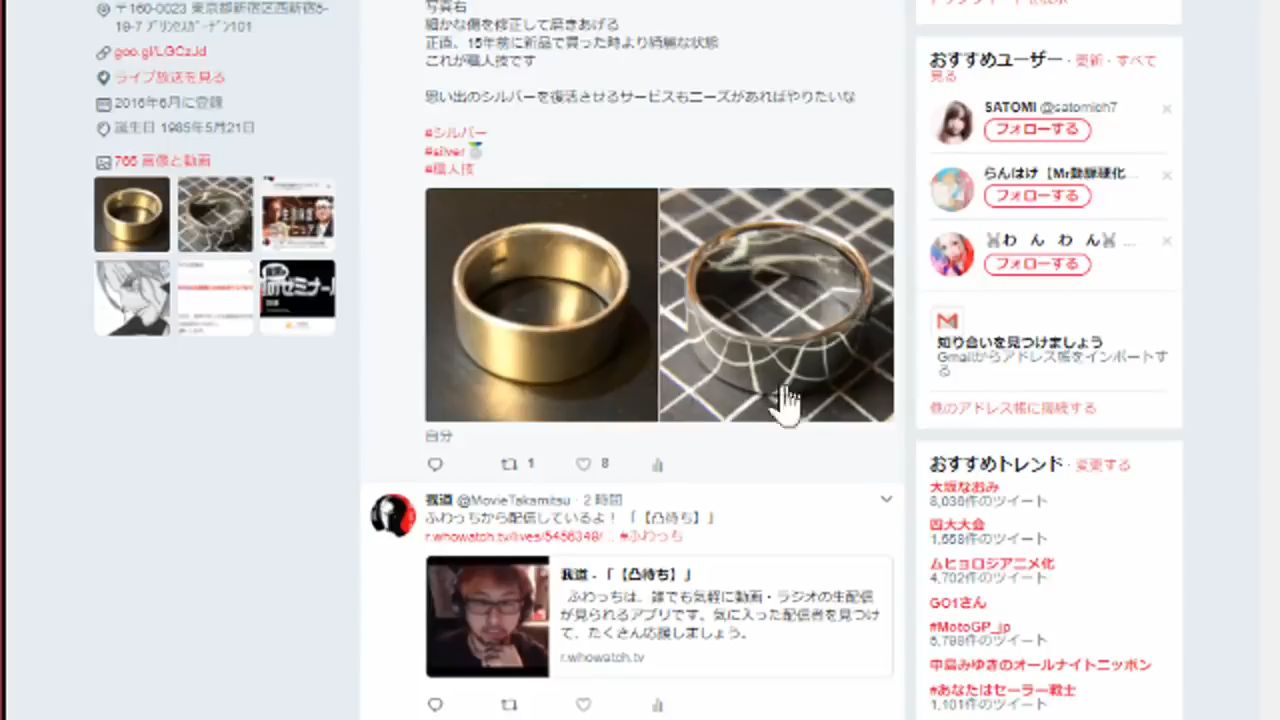 〒160-0023 東京都新宿区西新宿8-
19-7 プリンスガーデン101
goo.gl/LGCzJd
ライブ放送を見る
2016年6月に登録
誕生日 1985年5月21日
766 画像と動画
写真右
細かな傷を修正して磨きあげる
正直、15年前に新品で買った時より綺麗な状態
これが職人技です
思い出のシルバーを復活させるサービスもニーズがあればやりたいな
#シルバー
#silver
#職人技
自分
1
8
我道 @MovieTakamitsu · 2 時間
ふわっちから配信しているよ！「【凸待ち】」
r.whowatch.tv/lives/5456348/... #ふわっち
我道 -「【凸待ち】」
ふわっちは、誰でも気軽に動画・ラジオの生配信
が見られるアプリです。気に入った配信者を見つけ
て、たくさん応援しましょう。
r.whowatch.tv
おすすめユーザー · 更新 · すべて
見る
SATOMI @satomich7
フォローする
らんはげ【Mr動脈硬化...
フォローする
わ ん わ ん ...
フォローする
知り合いを見つけましょう
Gmailからアドレス帳をインポートす
る
他のアドレス帳に接続する
おすすめトレンド · 変更する
大坂なおみ
8,036件のツイート
四大大会
1,558件のツイート
ムヒョロジアニメ化
4,702件のツイート
GO1さん
#MotoGP_jp
5,788件のツイート
中島みゆきのオールナイトニッポン
#あなたはセーラー戦士
1,101件のツイート